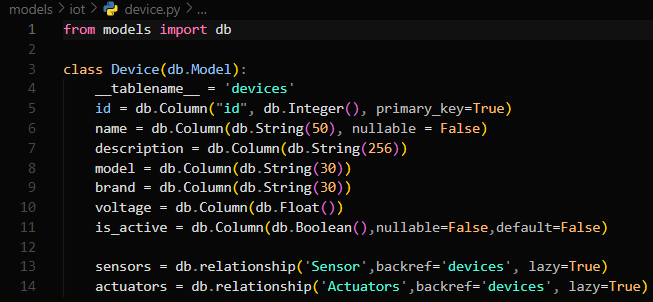 models > iot > device.py > ...
1 from models import db
2
3 class Device(db.Model):
4     __tablename__ = 'devices'
5     id = db.Column("id", db.Integer(), primary_key=True)
6     name = db.Column(db.String(50), nullable = False)
7     description = db.Column(db.String(256))
8     model = db.Column(db.String(30))
9     brand = db.Column(db.String(30))
10     voltage = db.Column(db.Float())
11     is_active = db.Column(db.Boolean(),nullable=False,default=False)
12
13     sensors = db.relationship('Sensor',backref='devices', lazy=True)
14     actuators = db.relationship('Actuators',backref='devices', lazy=True)